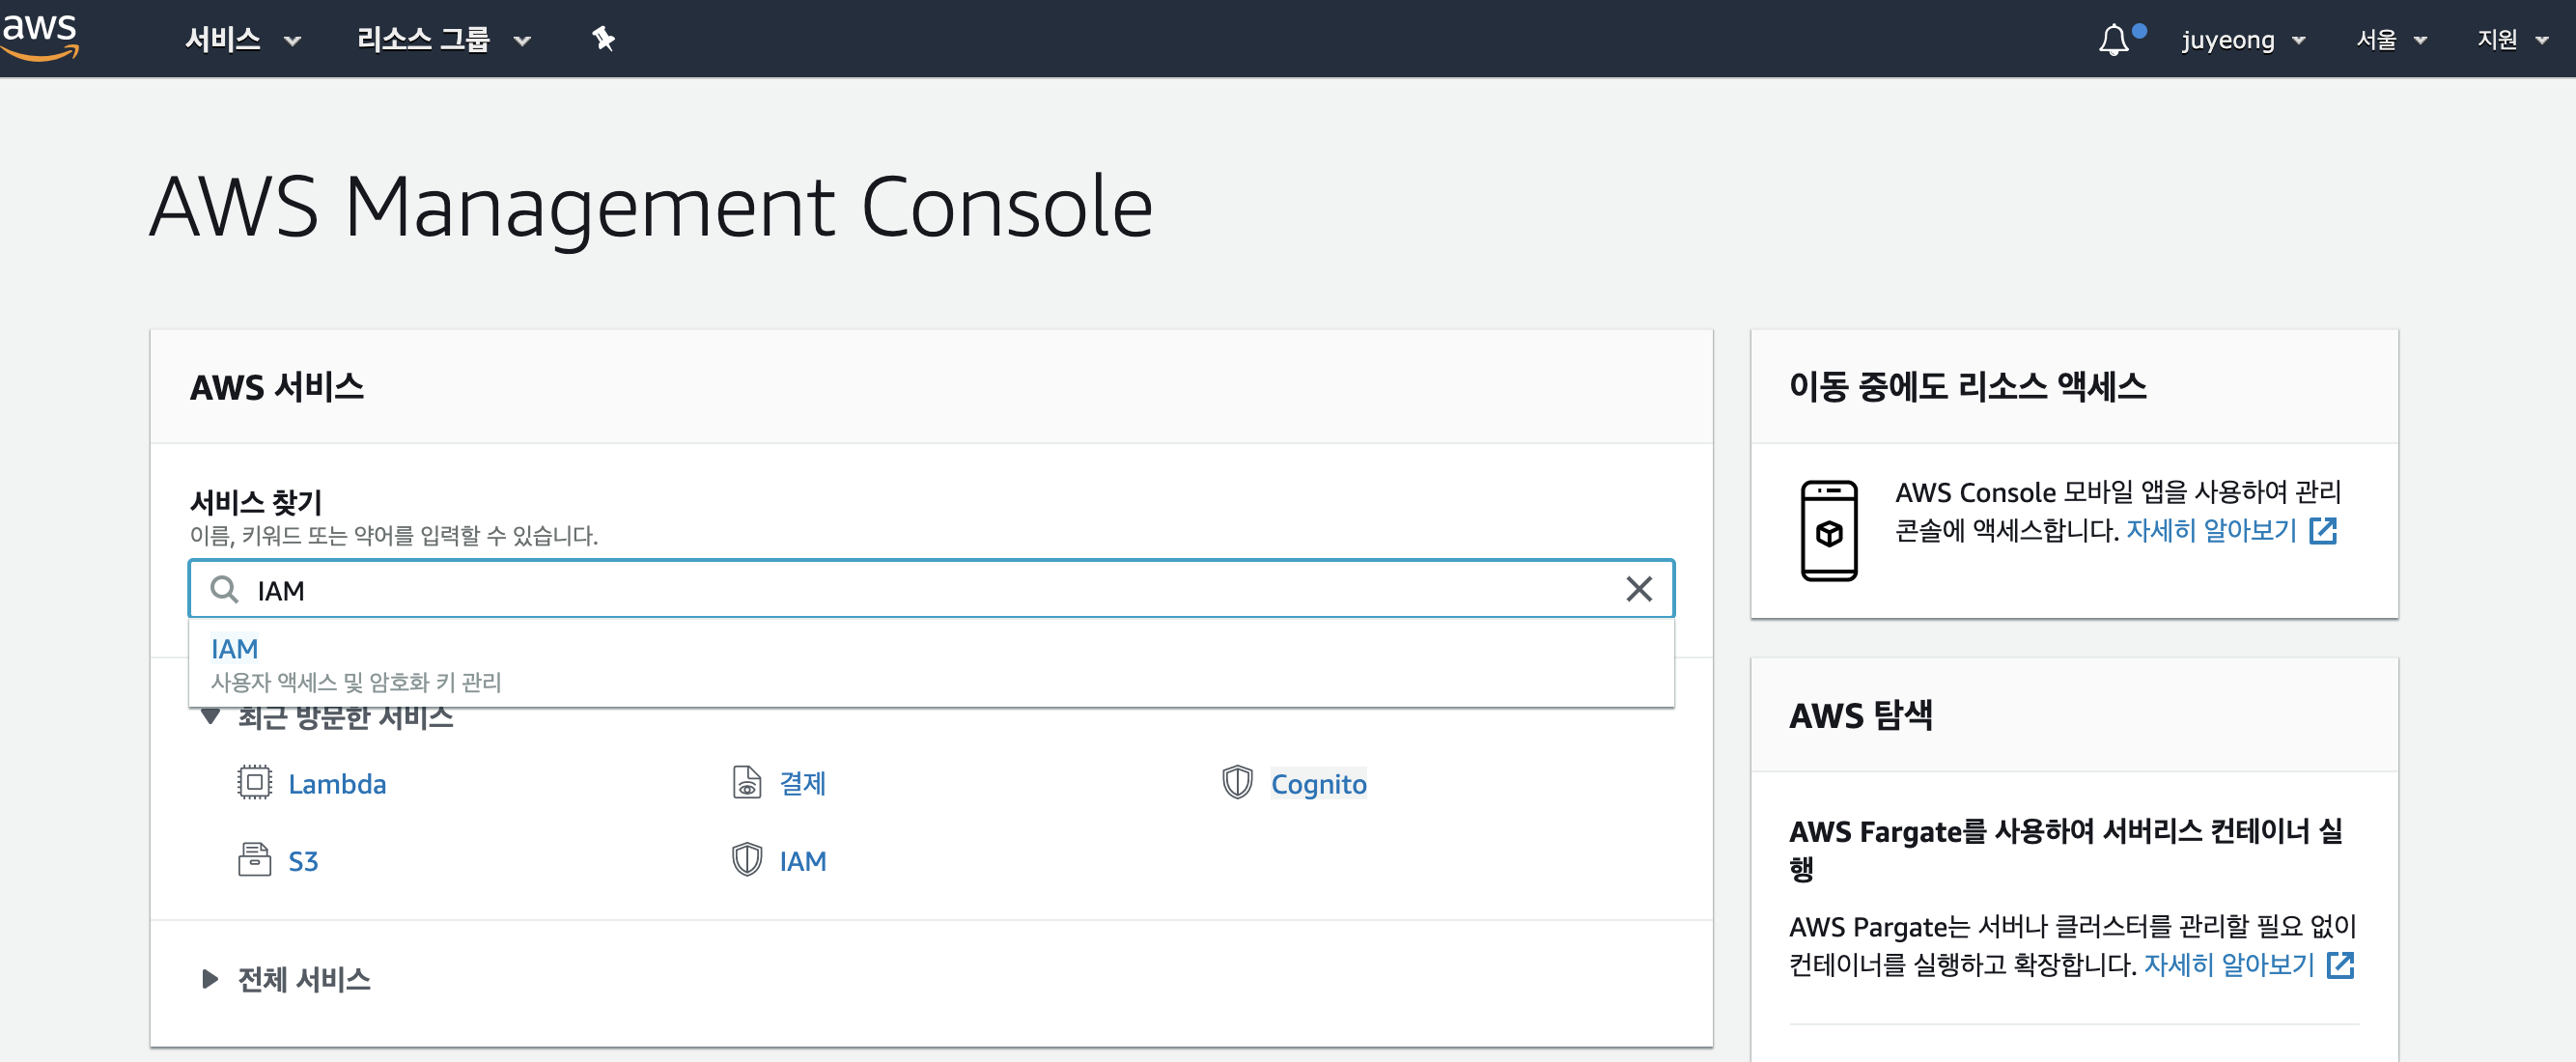 aws 서비스 리소스 그룹 juyeong 서울 지원
AWS Management Console
AWS 서비스
서비스 찾기
이름, 키워드 또는 약어를 입력할 수 있습니다.
IAM
IAM
사용자 액세스 및 암호화 키 관리
최근 방문한 서비스
Lambda 결제 Cognito
S3 IAM
전체 서비스
이동 중에도 리소스 액세스
AWS Console 모바일 앱을 사용하여 관리
콘솔에 액세스합니다. 자세히 알아보기
AWS 탐색
AWS Fargate를 사용하여 서버리스 컨테이너 실
행
AWS Pargate는 서버나 클러스터를 관리할 필요 없이
컨테이너를 실행하고 확장합니다. 자세히 알아보기